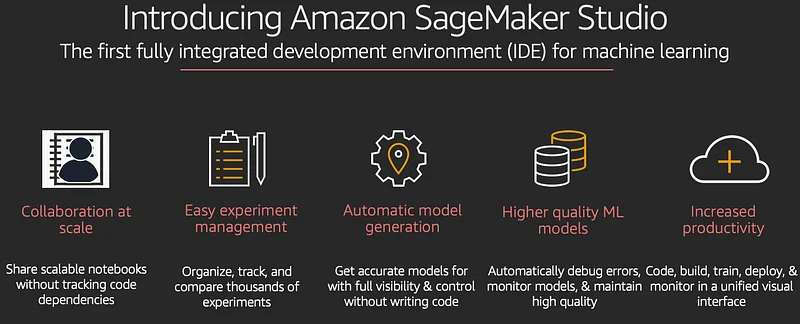 Introducing Amazon SageMaker Studio
The first fully integrated development environment (IDE) for machine learning
Collaboration at
scale
Easy experiment
management
Automatic model
generation
Higher quality ML
models
Increased
productivity
Share scalable notebooks
without tracking code
dependencies
Organize, track, and
compare thousands of
experiments
Get accurate models for
with full visibility & control
without writing code
Automatically debug errors,
monitor models, & maintain
high quality
Code, build, train, deploy, &
monitor in a unified visual
interface